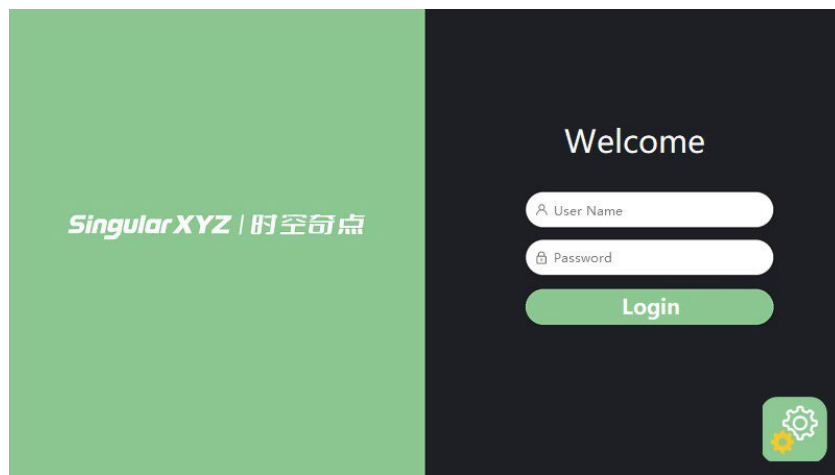 SingularXYZ | 时空奇点
Welcome
User Name
Password
Login